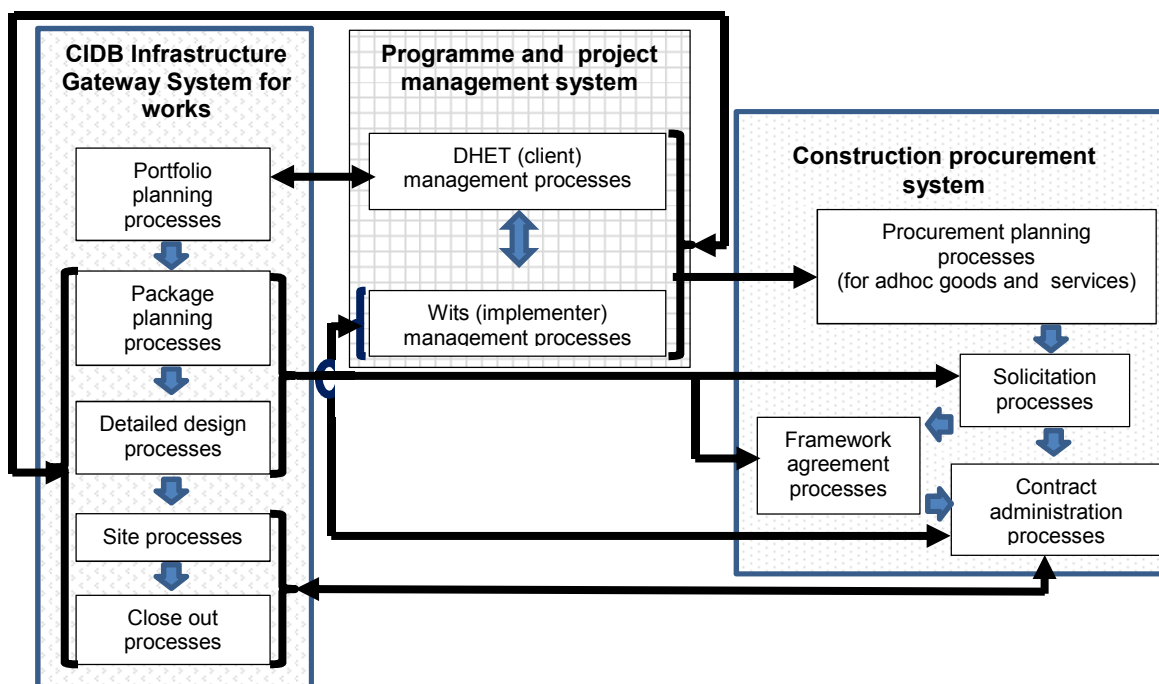 CIDB Infrastructure
Gateway System for
works
Portfolio
planning
processes
Package
planning
processes
Detailed design
processes
Site processes
Close out
processes
Programme and project
management system
DHET (client)
management processes
Wits (implementer)
management processes
Construction procurement
system
Procurement planning
processes
(for adhoc goods and services)
Solicitation
processes
Framework
agreement
processes
Contract
administration
processes